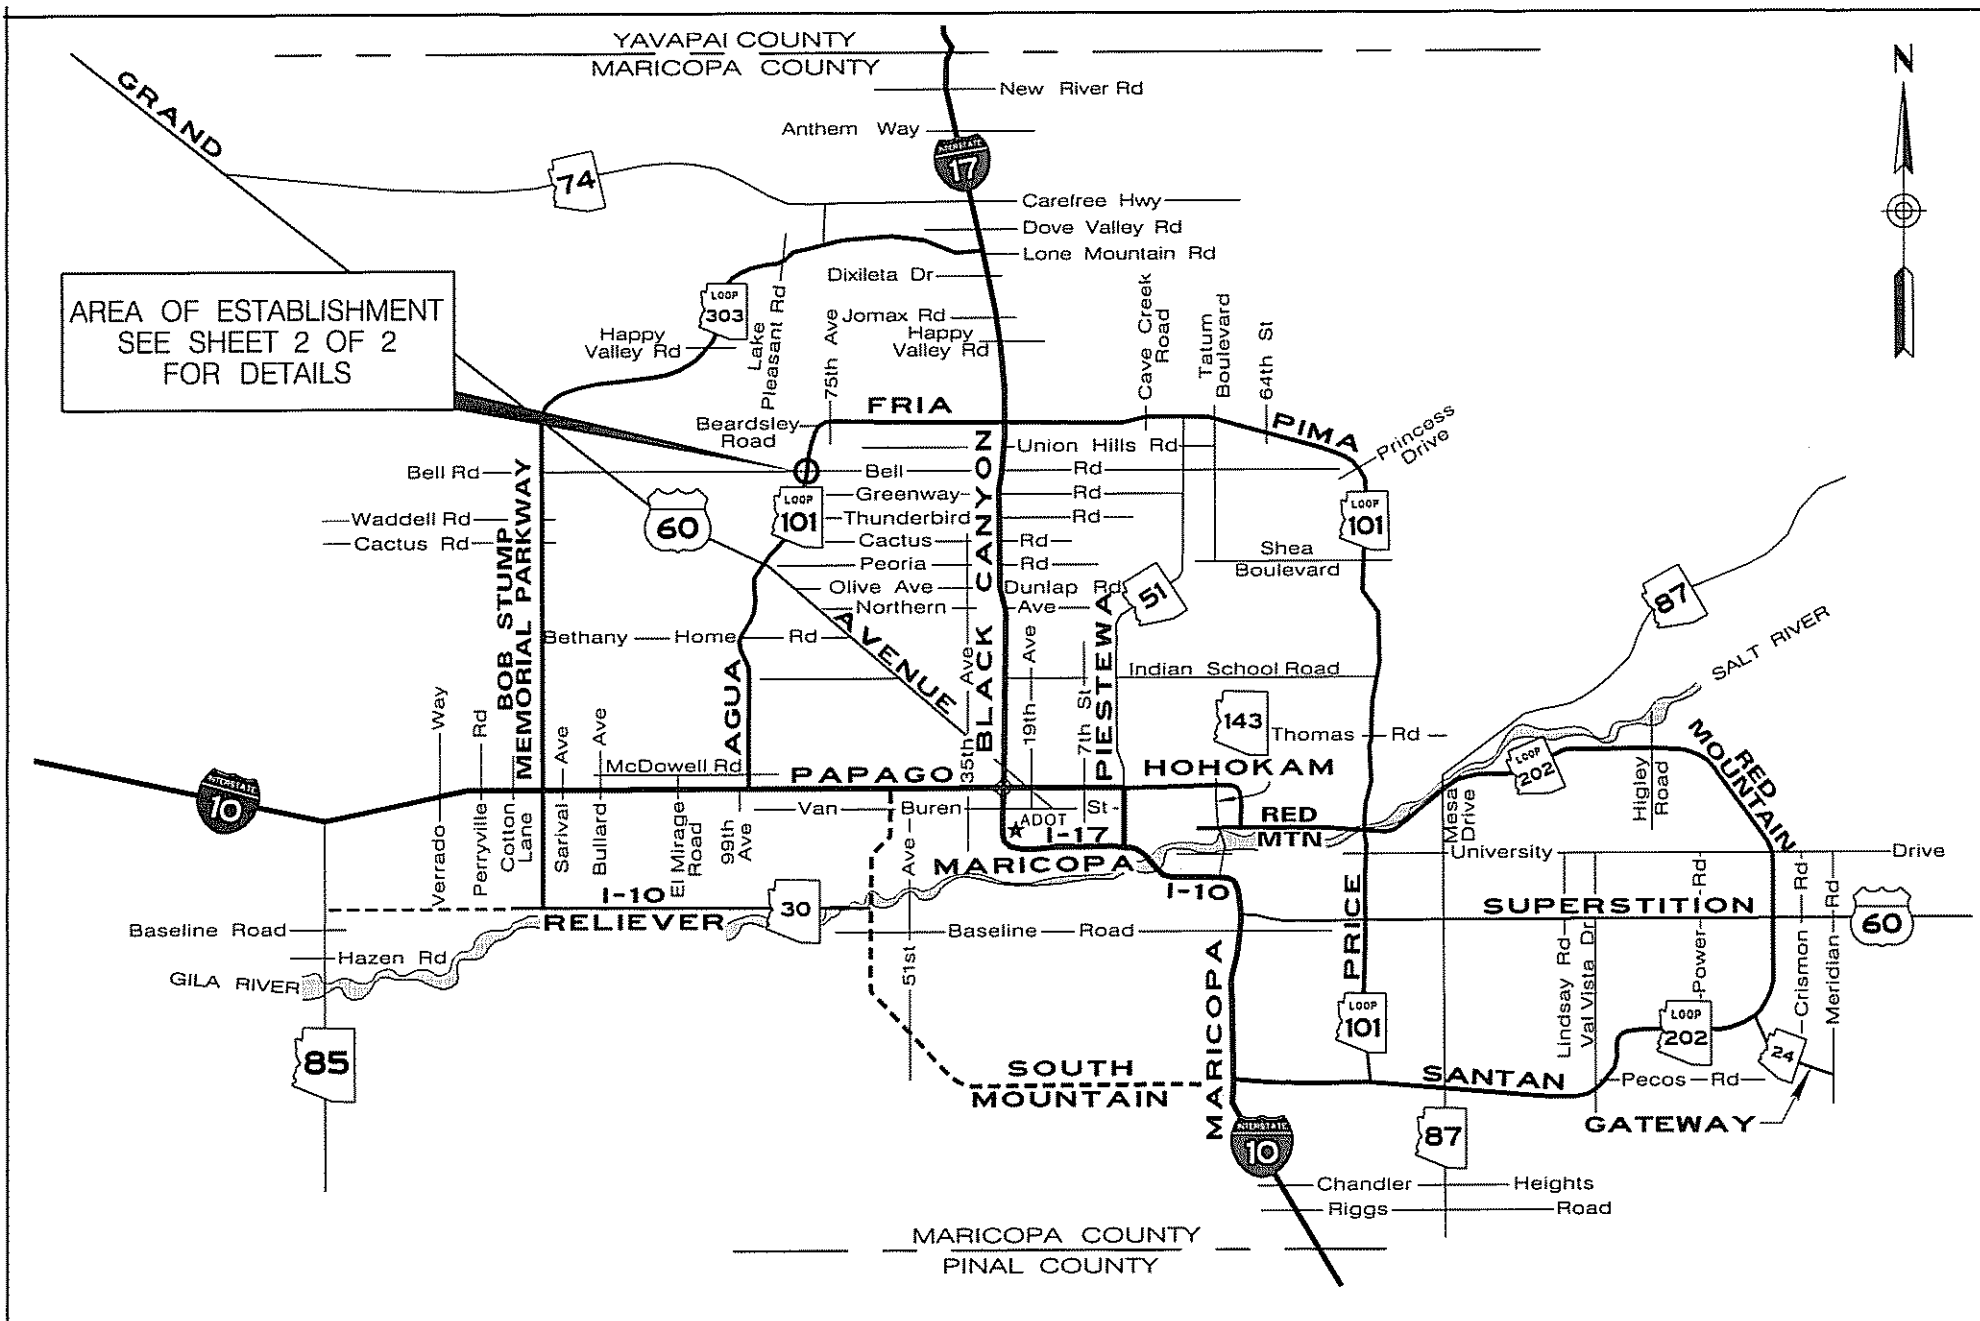 YAVAPAI COUNTY
MARICOPA COUNTY
N
GRAND
New River Rd
Anthem Way
INTERSTATE
17
74
Carefree Hwy
Dove Valley Rd
Lone Mountain Rd
Dixileta Dr
AREA OF ESTABLISHMENT
SEE SHEET 2 OF 2
FOR DETAILS
LOOP
303
Happy
Valley Rd
Lake
Pleasant Rd
75th Ave
Jomax Rd
Happy
Valley Rd
Cave Creek
Road
Tatum
Boulevard
64th St
FRIA
PIMA
Princess
Drive
Beardsley
Road
Union Hills Rd
Bell Rd
Bell
Rd
Greenway
Rd
Waddell Rd
Thunderbird
Rd
Cactus Rd
Cactus
Rd
Peoria
Rd
Olive Ave
Dunlap Rd
Northern
Ave
60
LOOP
101
LOOP
101
Shea
Boulevard
51
87
SALT RIVER
BOB STUMP
MEMORIAL PARKWAY
BLACK CANYON
PIESTEWA
Bethany Home Rd
AVENUE
AGUA
35th Ave
19th Ave
7th St
Indian School Road
143
Thomas Rd
LOOP
202
Higley
Road
RED
MOUNTAIN
Verrado Way
Perryville Rd
Cotton
Lane
Sarival Ave
Bullard Ave
McDowell Rd
El Mirage
Road
99th
Ave
PAPAGO
HOHOKAM
INTERSTATE
10
Van Buren St
ADOT
I-17
RED
MTN
Mesa
Drive
MARICOPA
51st Ave
University Drive
I-10
RELIEVER
30
I-10
PRICE
SUPERSTITION
60
Baseline Road
Baseline Road
Hazen Rd
GILA RIVER
85
MARICOPA
LOOP
101
Lindsay Rd
Val Vista Dr
Power Rd
Crismon Rd
Meridian Rd
LOOP
202
24
SOUTH
MOUNTAIN
SANTAN
Pecos Rd
GATEWAY
INTERSTATE
10
87
Chandler Heights
Riggs Road
MARICOPA COUNTY
PINAL COUNTY